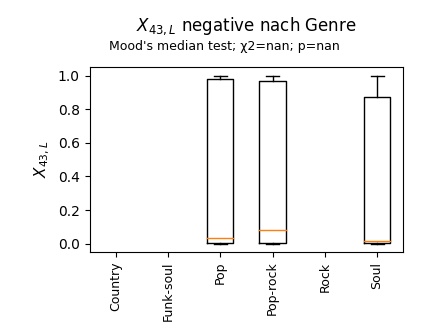 X43,L negative nach Genre
Mood's median test; χ2=nan; p=nan
X43,L
1.0
0.8
0.6
0.4
0.2
0.0
Country
Funk-soul
Pop
Pop-rock
Rock
Soul